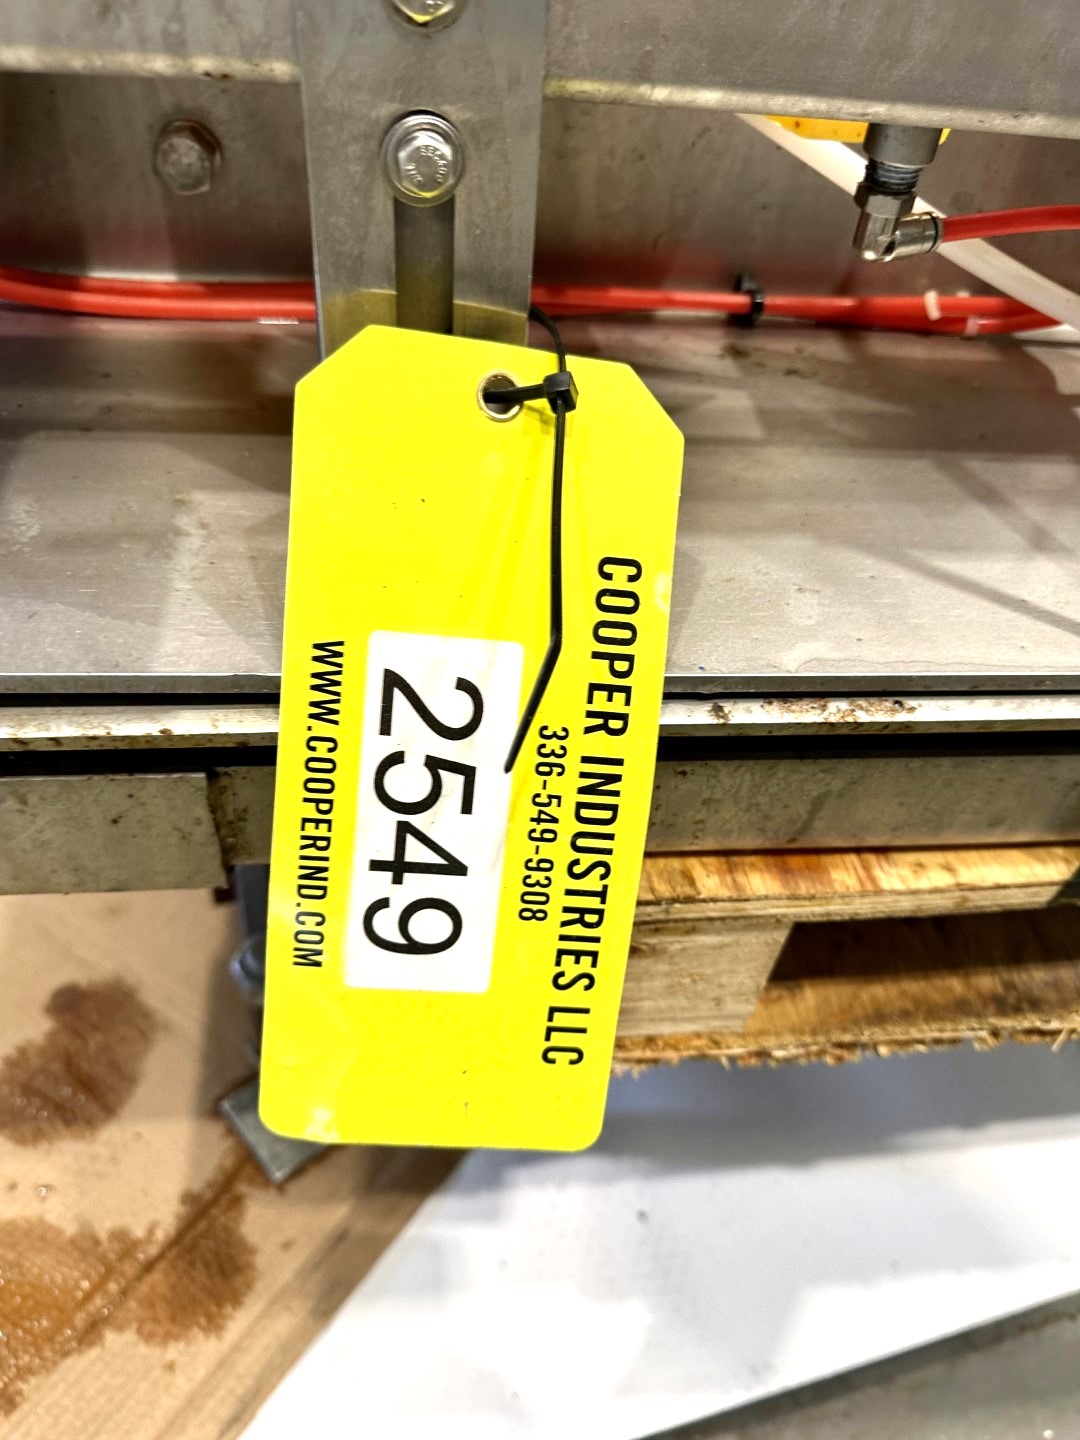 COOPER INDUSTRIES LLC
336-549-9308
2549
WWW.COOPERIND.COM